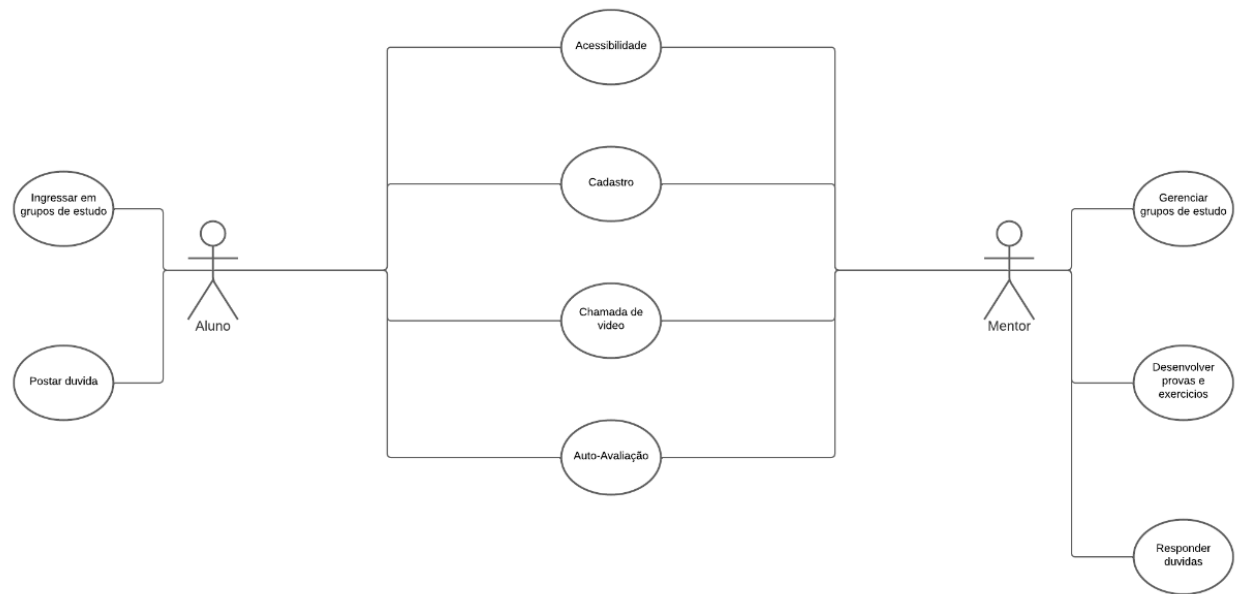 Acessibilidade
Cadastro
Ingressar em
grupos de estudo
Gerenciar
grupos de estudo
Aluno
Chamada de
video
Mentor
Postar duvida
Desenvolver
provas e
exercicios
Auto-Avaliação
Responder
duvidas